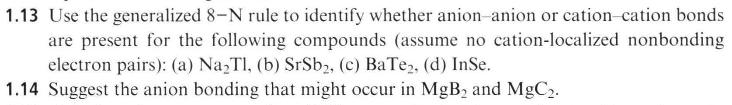 1.13 Use the generalized 8−N rule to identify whether anion–anion or cation–cation bonds
are present for the following compounds (assume no cation-localized nonbonding
electron pairs): (a) Na₂Tl, (b) SrSb₂, (c) BaTe₂, (d) InSe.
1.14 Suggest the anion bonding that might occur in MgB₂ and MgC₂.